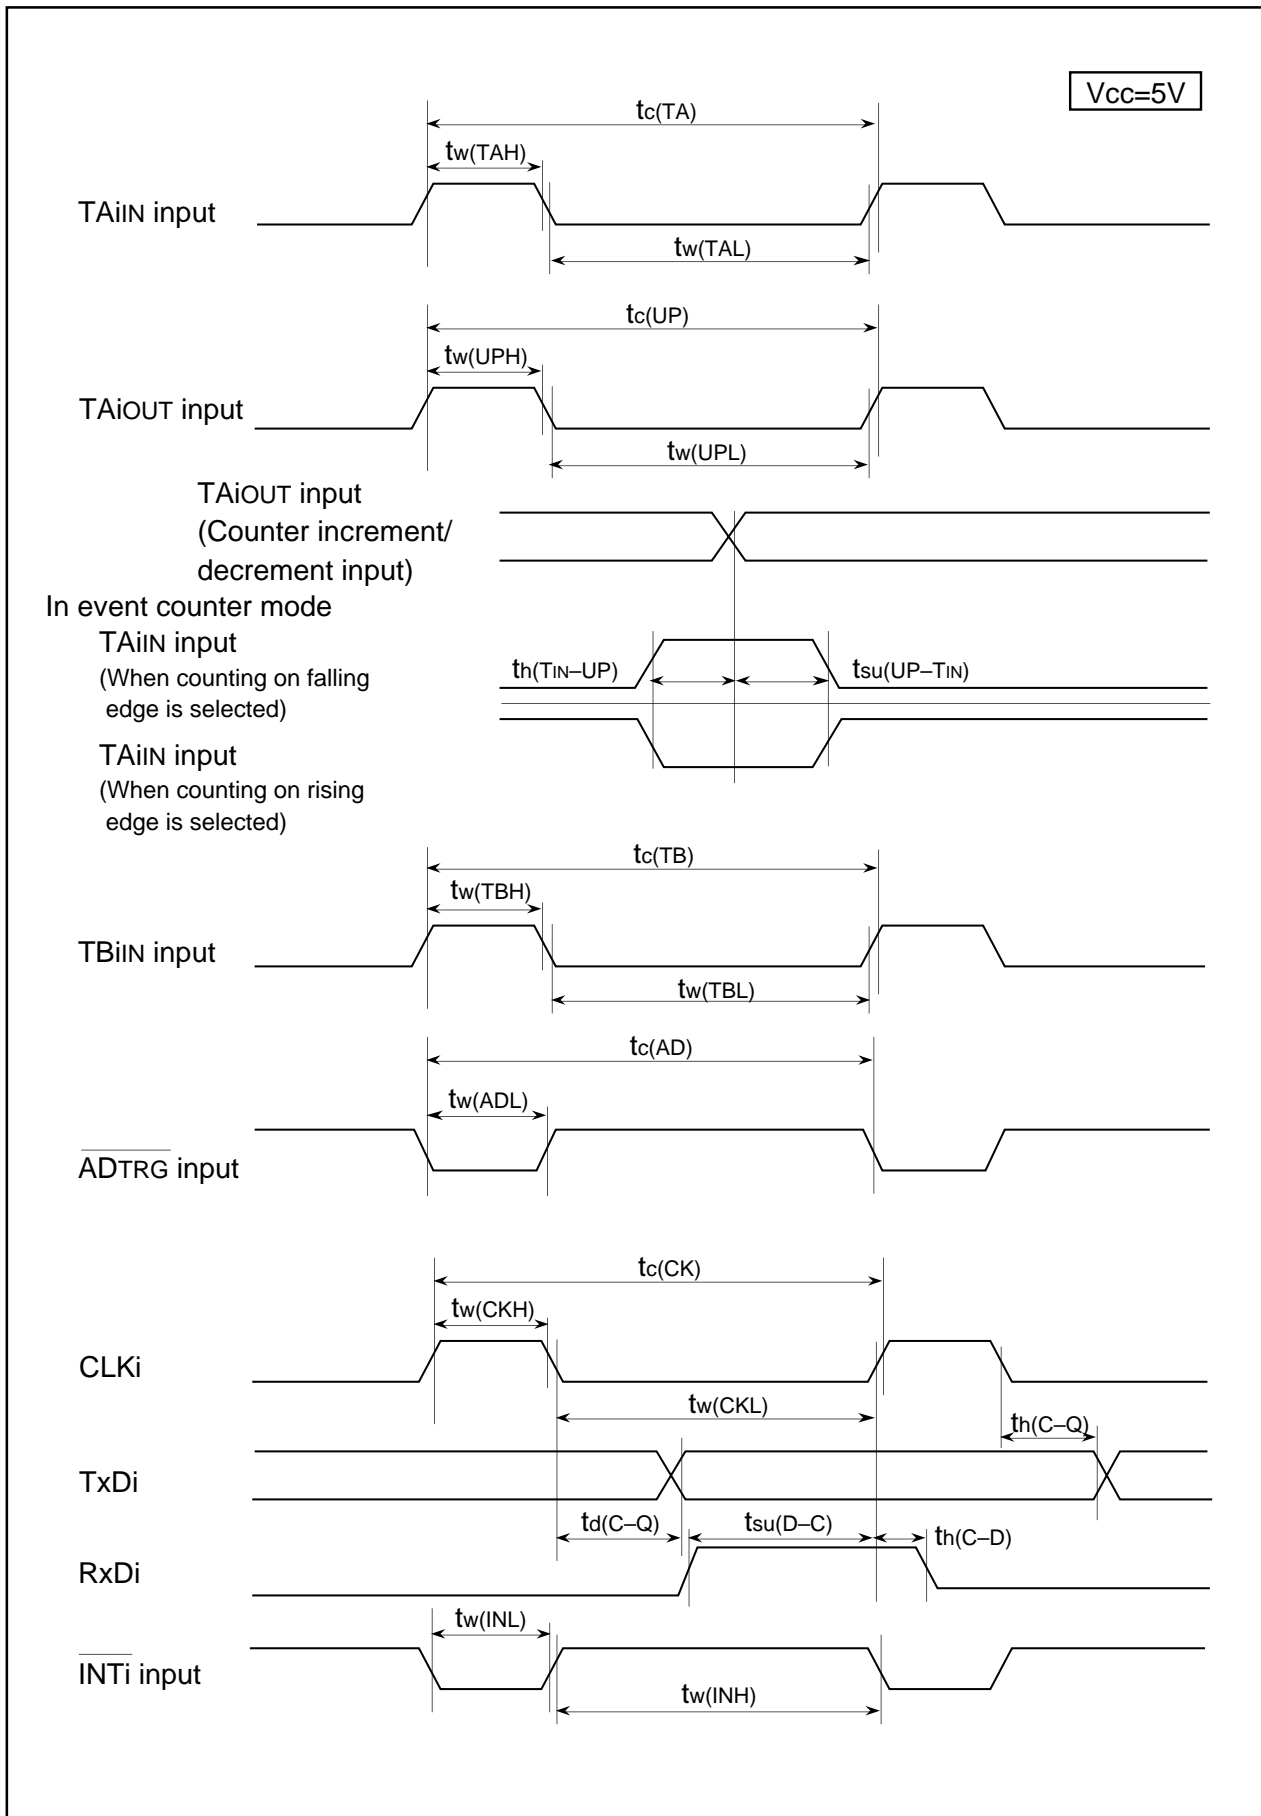 Vcc=5V
tc(TA)
tw(TAH)
TAiIN input
tw(TAL)
tc(UP)
tw(UPH)
TAiOUT input
tw(UPL)
TAiOUT input
(Counter increment/
decrement input)
In event counter mode
TAiIN input
(When counting on falling
edge is selected)
th(TIN–UP)
tsu(UP–TIN)
TAiIN input
(When counting on rising
edge is selected)
tc(TB)
tw(TBH)
TBiIN input
tw(TBL)
tc(AD)
tw(ADL)
ADTRG input
tc(CK)
tw(CKH)
CLKi
tw(CKL)
th(C–Q)
TxDi
td(C–Q)
tsu(D–C)
th(C–D)
RxDi
tw(INL)
INTi input
tw(INH)